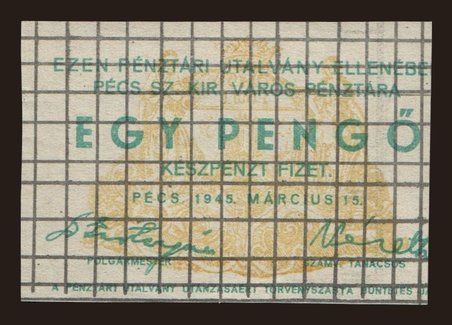 EZEN PÉNZTÁRI UTALVÁNY ELLENÉBE
PÉCS SZ. KIR. VÁROS PÉNZTÁRA
EGY PENGŐ
KÉSZPÉNZT FIZET.
PÉCS, 1945. MÁRCIUS 15.
POLGÁRMESTER SZÁMV. TANÁCSOS
A PÉNZTÁRI UTALVÁNY UTÁNZÁSÁÉRT TÖRVÉNYSZABTA BÜNTETÉS